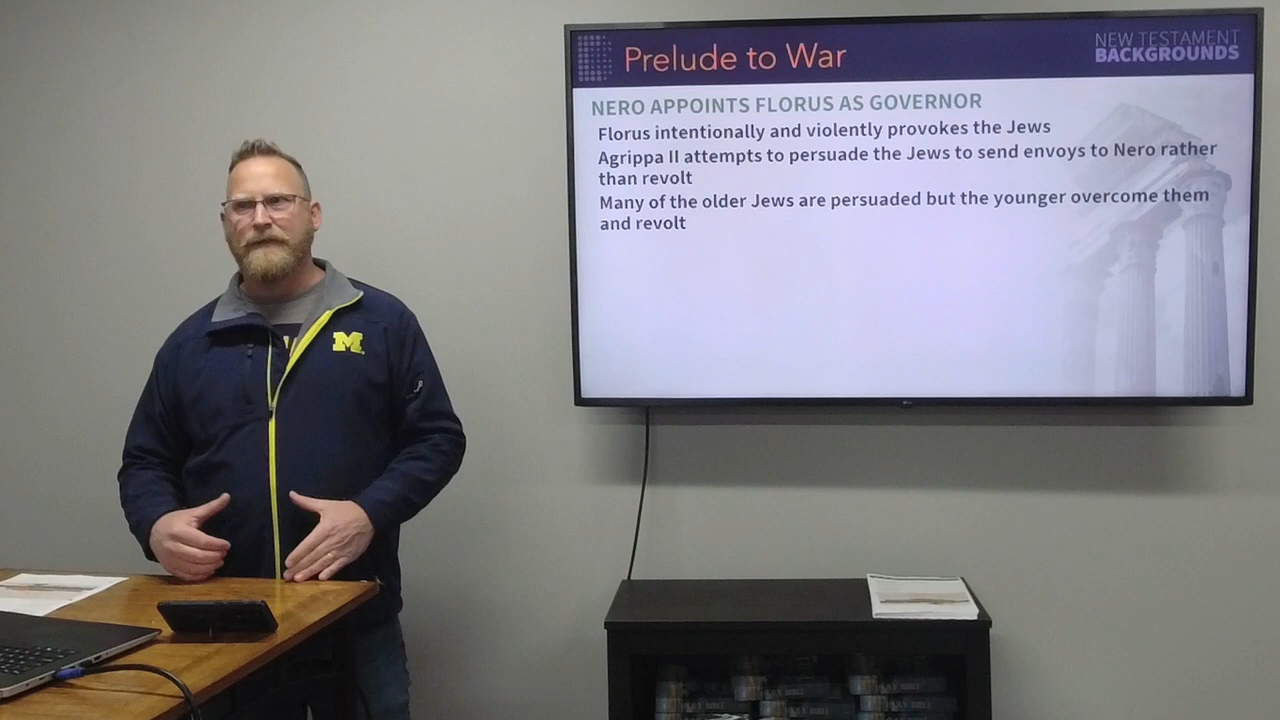 Prelude to War
NEW TESTAMENT
BACKGROUNDS
NERO APPOINTS FLORUS AS GOVERNOR
Florus intentionally and violently provokes the Jews
Agrippa II attempts to persuade the Jews to send envoys to Nero rather
than revolt
Many of the older Jews are persuaded but the younger overcome them
and revolt
M